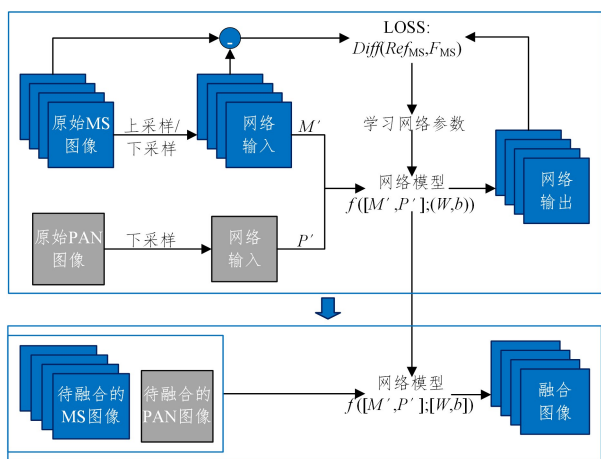 -
LOSS:
Diff(Ref_MS,F_MS)
原始MS
图像
上采样/
下采样
网络
输入
M′
学习网络参数
网络模型
f([M′,P′];(W,b))
网络
输出
原始PAN
图像
下采样
网络
输入
P′
待融合的
MS图像
待融合的
PAN图像
网络模型
f([M′,P′];[W,b])
融合
图像